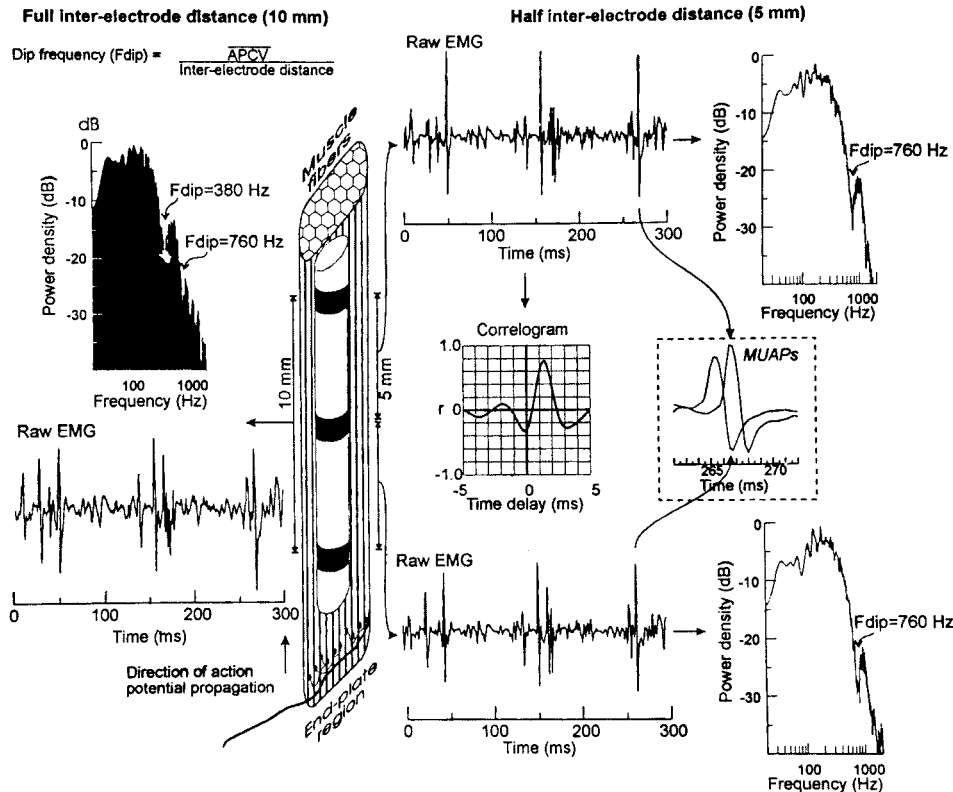 Full inter-electrode distance (10 mm)
Dip frequency (Fdip) = APCV
Inter-electrode distance
dB
0
-10
-20
-30
Power density (dB)
Fdip=380 Hz
Fdip=760 Hz
100 1000
Frequency (Hz)
Raw EMG
0 100 200 300
Time (ms)
Direction of action
potential propagation
Muscle
fibers
10 mm
5 mm
End-plate
region
Half inter-electrode distance (5 mm)
Raw EMG
0 100 200 300
Time (ms)
0
-10
-20
-30
Power density (dB)
Fdip=760 Hz
100 1000
Frequency (Hz)
Correlogram
1.0
r 0
-1.0
-5 0 5
Time delay (ms)
MUAPs
265 270
Time (ms)
Raw EMG
0 100 200 300
Time (ms)
0
-10
-20
-30
Power density (dB)
Fdip=760 Hz
100 1000
Frequency (Hz)